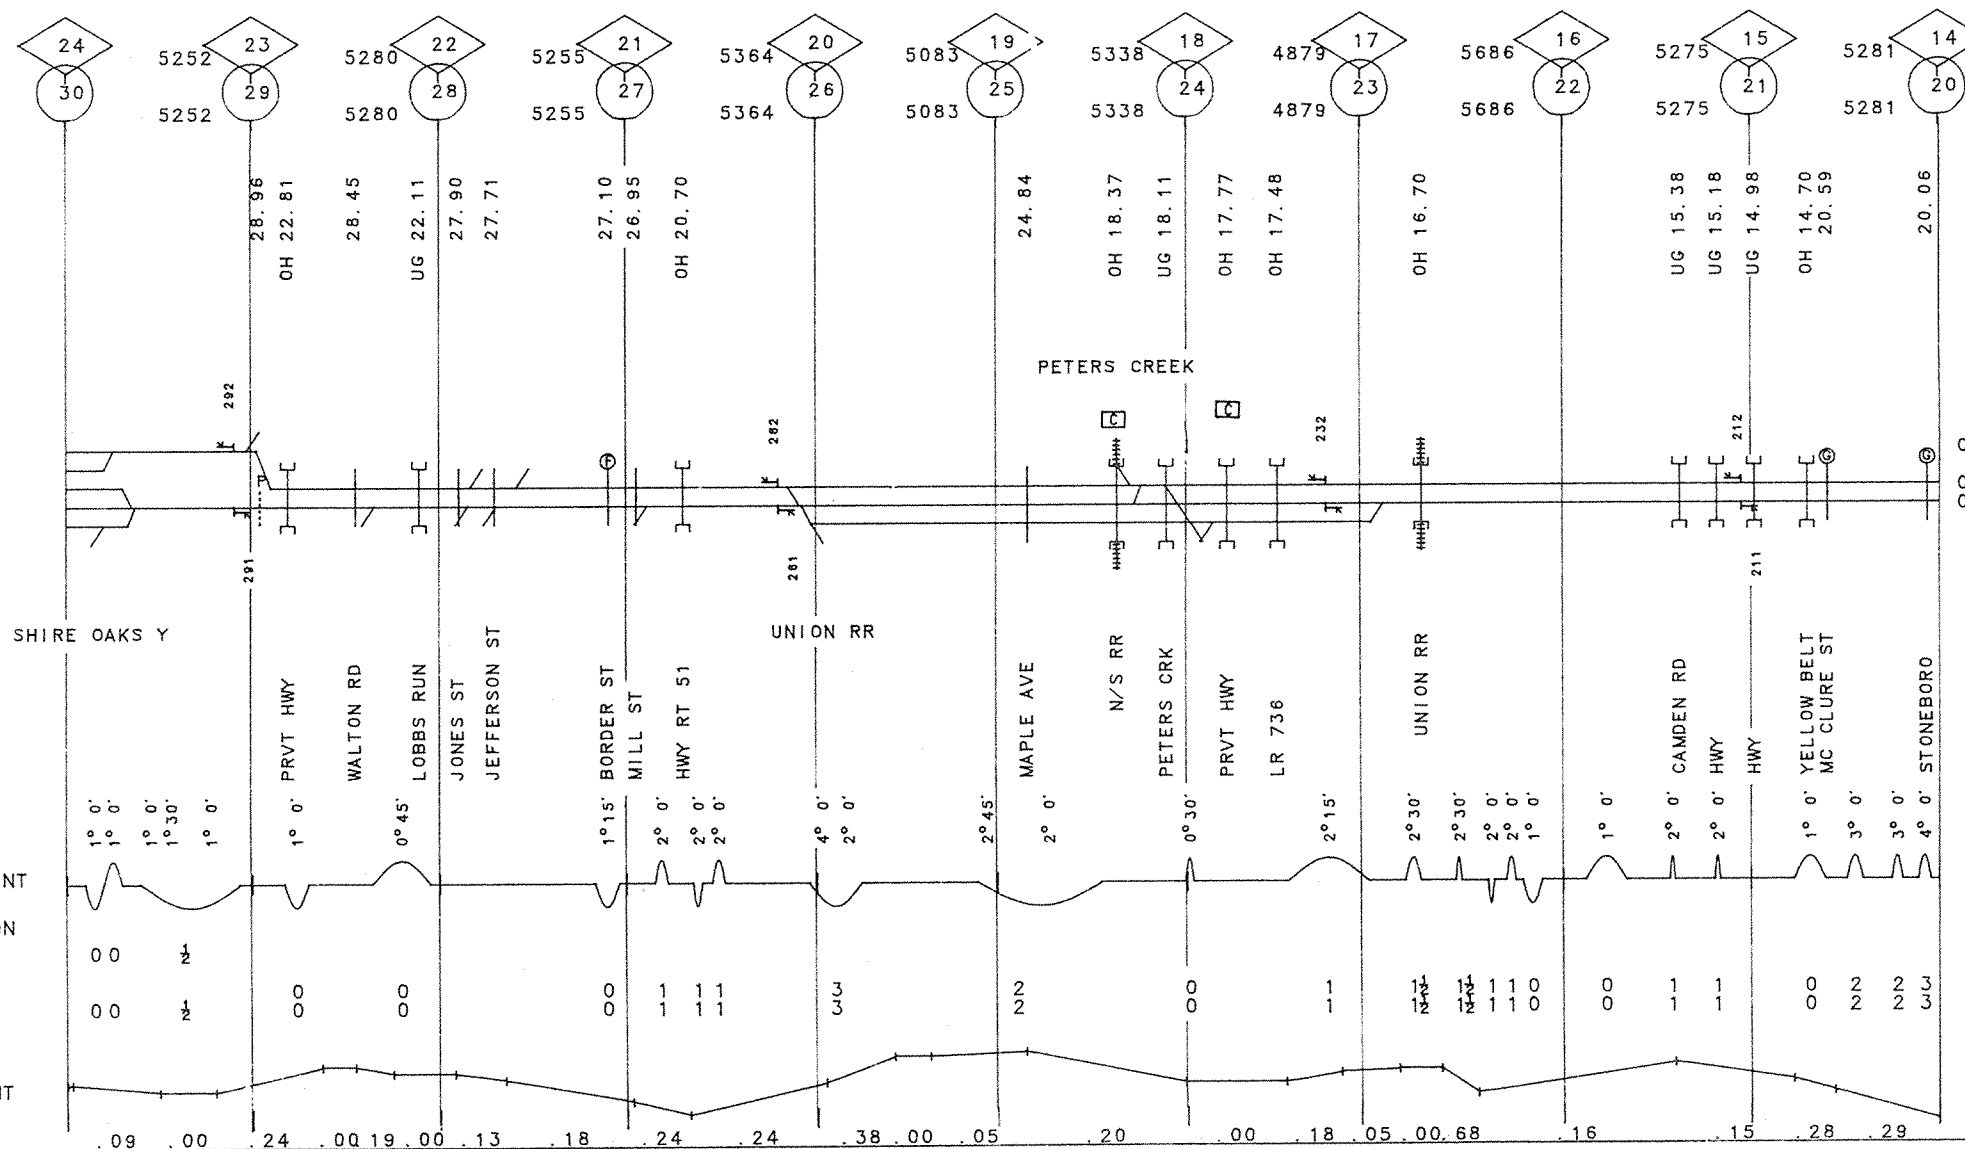 24 23 22 21 20 19 18 17 16 15 14
5252 5280 5255 5364 5083 5338 4879 5686 5275 5281
30 29 28 27 26 25 24 23 22 21 20
5252 5280 5255 5364 5083 5338 4879 5686 5275 5281
28.96
OH 22.81
28.45
UG 22.11
27.90
27.71
27.10
26.95
OH 20.70
24.84
OH 18.37
UG 18.11
OH 17.77
OH 17.48
OH 16.70
UG 15.38
UG 15.18
UG 14.98
OH 14.70
20.59
20.06
PETERS CREEK
292
282
C
C
232
212
F
G
G
P
291
281
211
SHIRE OAKS Y
UNION RR
PRVT HWY
WALTON RD
LOBBS RUN
JONES ST
JEFFERSON ST
BORDER ST
MILL ST
HWY RT 51
MAPLE AVE
N/S RR
PETERS CRK
PRVT HWY
LR 736
UNION RR
CAMDEN RD
HWY
HWY
YELLOW BELT
MC CLURE ST
STONEBORO
1° 0' 1° 0' 1° 0' 1°30' 1° 0' 1° 0' 0°45' 1°15' 2° 0' 2° 0' 2° 0' 4° 0' 2° 0' 2°45' 2° 0' 0°30' 2°15' 2°30' 2°30' 2° 0' 2° 0' 1° 0' 1° 0' 2° 0' 2° 0' 1° 0' 3° 0' 3° 0' 4° 0'
NT
ON
0 0 ½
0 0 0 1 1 1 3 2 0 1 1½ 1½ 1 1 0 0 1 1 0 2 2 3
0 0 ½ 0 0 0 1 1 1 3 2 0 1 1½ 1½ 1 1 0 0 1 1 0 2 2 3
NT
.09 .00 .24 .00 .19 .00 .13 .18 .24 .24 .38 .00 .05 .20 .00 .18 .05 .00 .68 .16 .15 .28 .29